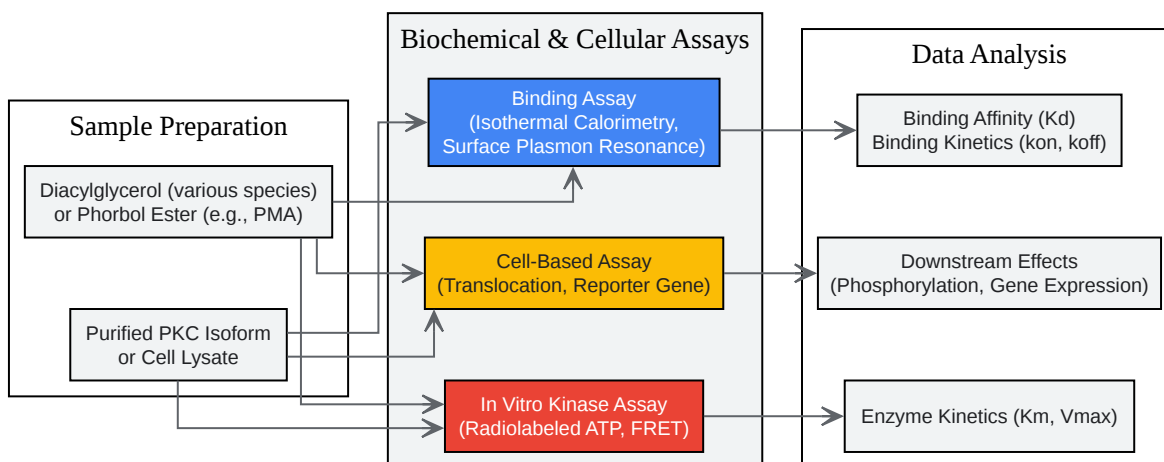 Sample Preparation
Diacylglycerol (various species)
or Phorbol Ester (e.g., PMA)
Purified PKC Isoform
or Cell Lysate
Biochemical & Cellular Assays
Binding Assay
(Isothermal Calorimetry,
Surface Plasmon Resonance)
Cell-Based Assay
(Translocation, Reporter Gene)
In Vitro Kinase Assay
(Radiolabeled ATP, FRET)
Data Analysis
Binding Affinity (Kd)
Binding Kinetics (kon, koff)
Downstream Effects
(Phosphorylation, Gene Expression)
Enzyme Kinetics (Km, Vmax)